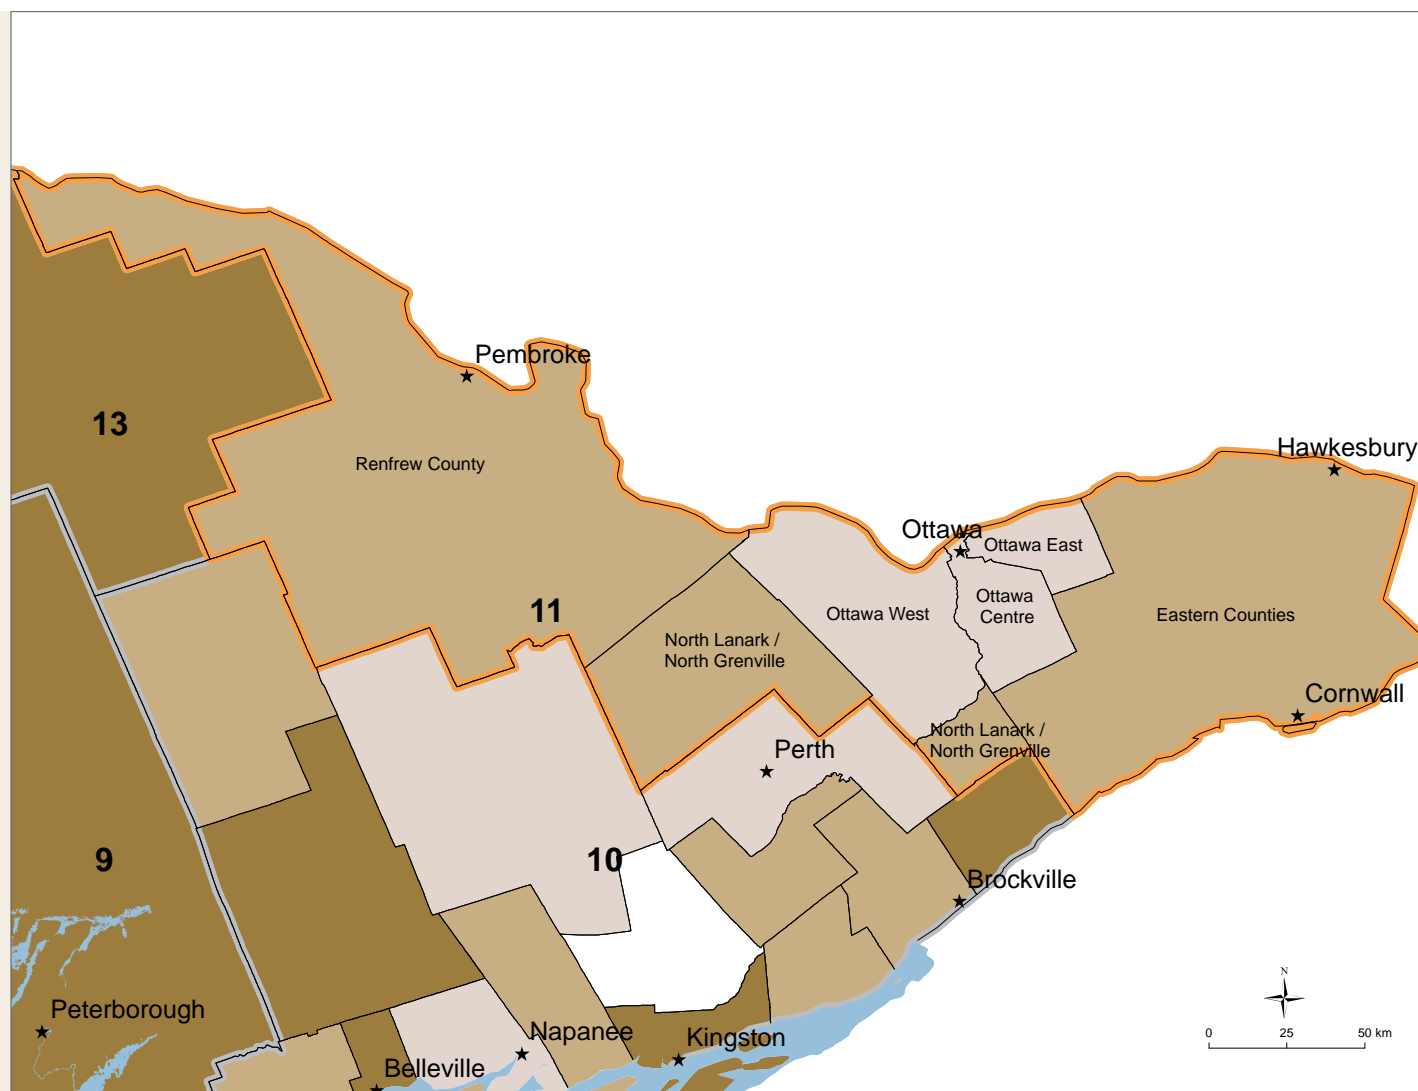 Pembroke
13
Renfrew County
Hawkesbury
Ottawa
Ottawa East
11
Ottawa West
Ottawa
Centre
Eastern Counties
North Lanark /
North Grenville
Cornwall
North Lanark /
North Grenville
Perth
9
10
Brockville
Peterborough
Napanee
Kingston
Belleville
N
0 25 50 km